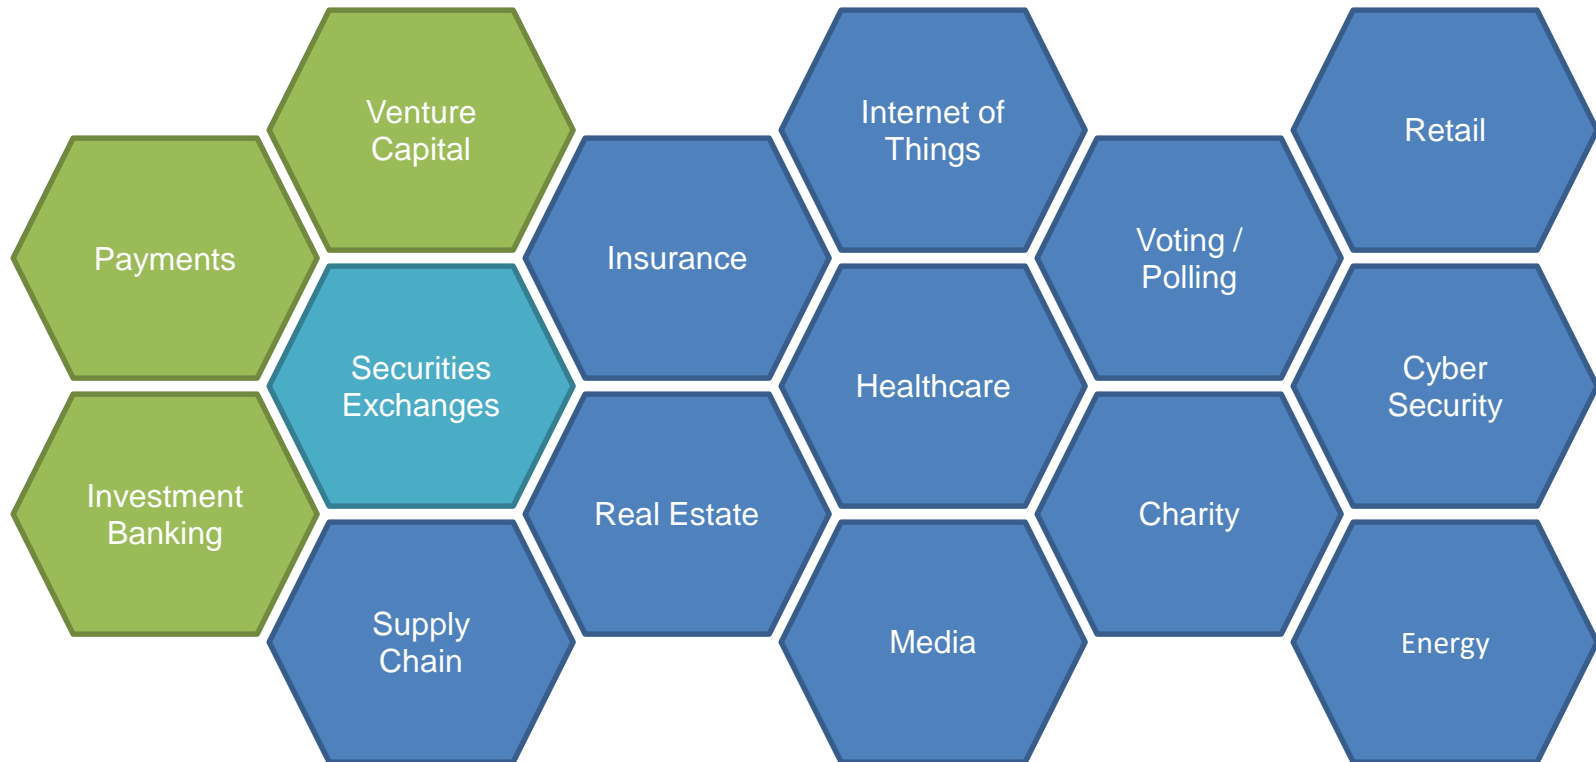 Venture
Capital
Internet of
Things
Retail
Payments
Insurance
Voting /
Polling
Securities
Exchanges
Healthcare
Cyber
Security
Investment
Banking
Real Estate
Charity
Supply
Chain
Media
Energy